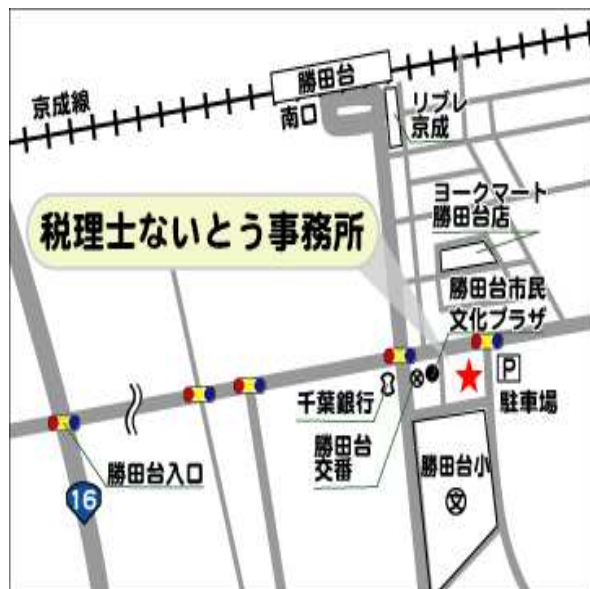 勝田台
京成線
南口
リブレ
京成
ヨークマート
勝田台店
税理士ないとう事務所
勝田台市民
文化プラザ
P
千葉銀行
駐車場
勝田台
交番
勝田台小
文
勝田台入口
16